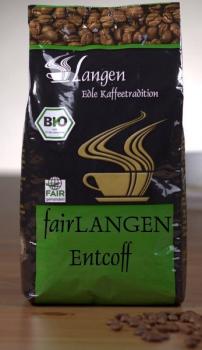 Langen
Edle Kaffeetradition
BIO
FAIR
fairLANGEN
Entcoff